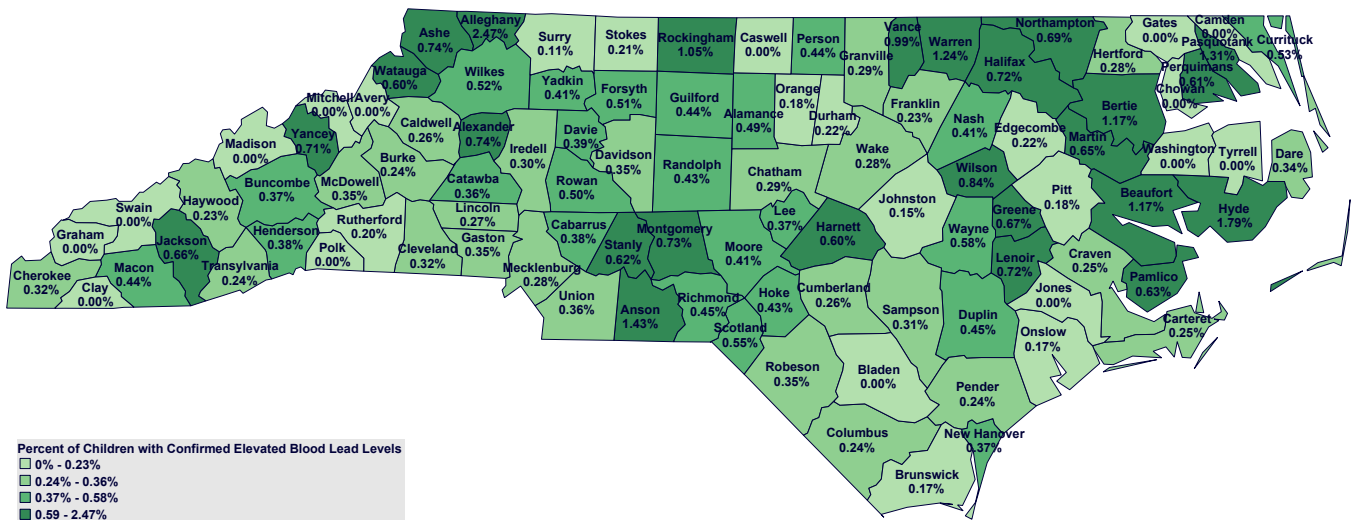 Alleghany
2.47%
Ashe
0.74%
Surry
0.11%
Stokes
0.21%
Rockingham
1.05%
Caswell
0.00%
Person
0.44%
Granville
0.29%
Vance
0.99%
Warren
1.24%
Northampton
0.69%
Gates
0.00%
Camden
0.00%
Pasquotank
1.31%
Currituck
0.53%
Halifax
0.72%
Hertford
0.28%
Perquimans
0.61%
Chowan
0.00%
Watauga
0.60%
Wilkes
0.52%
Yadkin
0.41%
Forsyth
0.51%
Guilford
0.44%
Alamance
0.49%
Orange
0.18%
Durham
0.22%
Franklin
0.23%
Nash
0.41%
Edgecombe
0.22%
Bertie
1.17%
Martin
0.65%
Washington
0.00%
Tyrrell
0.00%
Dare
0.34%
Mitchell
0.00%
Avery
0.00%
Caldwell
0.26%
Alexander
0.74%
Iredell
0.30%
Davie
0.39%
Davidson
0.35%
Randolph
0.43%
Chatham
0.29%
Wake
0.28%
Wilson
0.84%
Pitt
0.18%
Beaufort
1.17%
Hyde
1.79%
Madison
0.00%
Yancey
0.71%
Burke
0.24%
McDowell
0.35%
Buncombe
0.37%
Catawba
0.36%
Rowan
0.50%
Johnston
0.15%
Greene
0.67%
Wayne
0.58%
Lenoir
0.72%
Craven
0.25%
Pamlico
0.63%
Swain
0.00%
Haywood
0.23%
Rutherford
0.20%
Lincoln
0.27%
Gaston
0.35%
Cabarrus
0.38%
Stanly
0.62%
Montgomery
0.73%
Moore
0.41%
Lee
0.37%
Harnett
0.60%
Graham
0.00%
Jackson
0.66%
Henderson
0.38%
Polk
0.00%
Cleveland
0.32%
Mecklenburg
0.28%
Cherokee
0.32%
Macon
0.44%
Clay
0.00%
Transylvania
0.24%
Union
0.36%
Anson
1.43%
Richmond
0.45%
Scotland
0.55%
Hoke
0.43%
Cumberland
0.26%
Sampson
0.31%
Duplin
0.45%
Jones
0.00%
Onslow
0.17%
Carteret
0.25%
Robeson
0.35%
Bladen
0.00%
Pender
0.24%
Columbus
0.24%
New Hanover
0.37%
Brunswick
0.17%
Percent of Children with Confirmed Elevated Blood Lead Levels
0% - 0.23%
0.24% - 0.36%
0.37% - 0.58%
0.59 - 2.47%